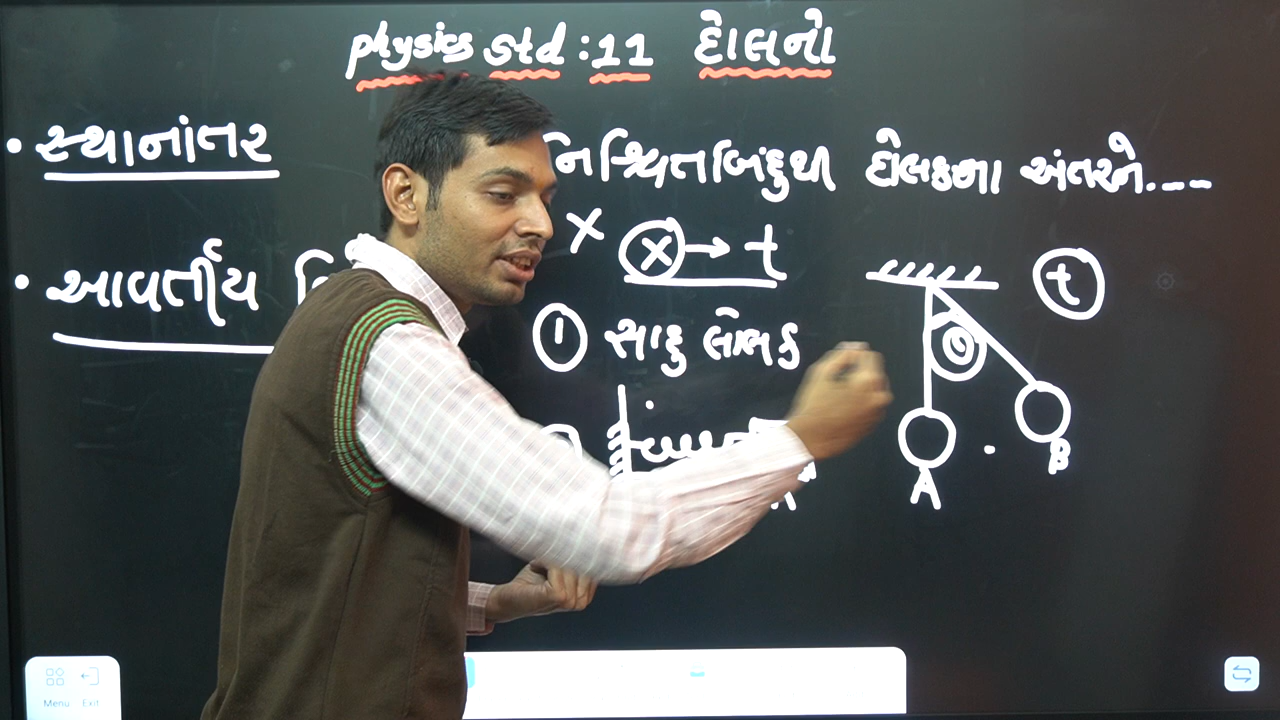 physics std : 11 દોલનો
• સ્થાનાંતર
નિશ્ચિતબિંદુથી દોલકના અંતરને....
x ⓧ → t
• આવર્તીય
t
① સાદુ લોલક
θ
A
B
Menu Exit